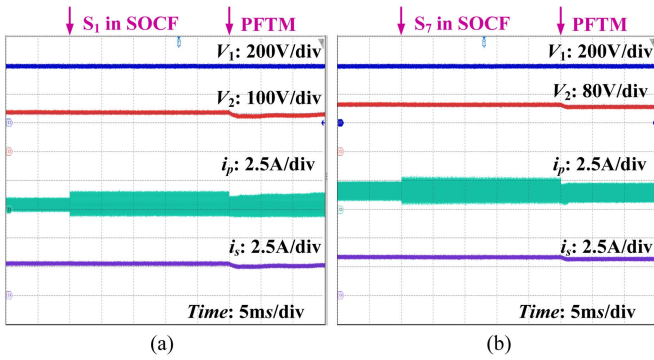 S1 in SOCF PFTM
V1: 200V/div
V2: 100V/div
ip: 2.5A/div
is: 2.5A/div
Time: 5ms/div
(a)
S7 in SOCF PFTM
V1: 200V/div
V2: 80V/div
ip: 2.5A/div
is: 2.5A/div
Time: 5ms/div
(b)